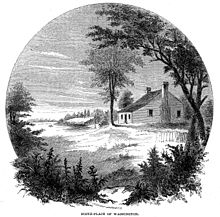 BIRTH-PLACE OF WASHINGTON.